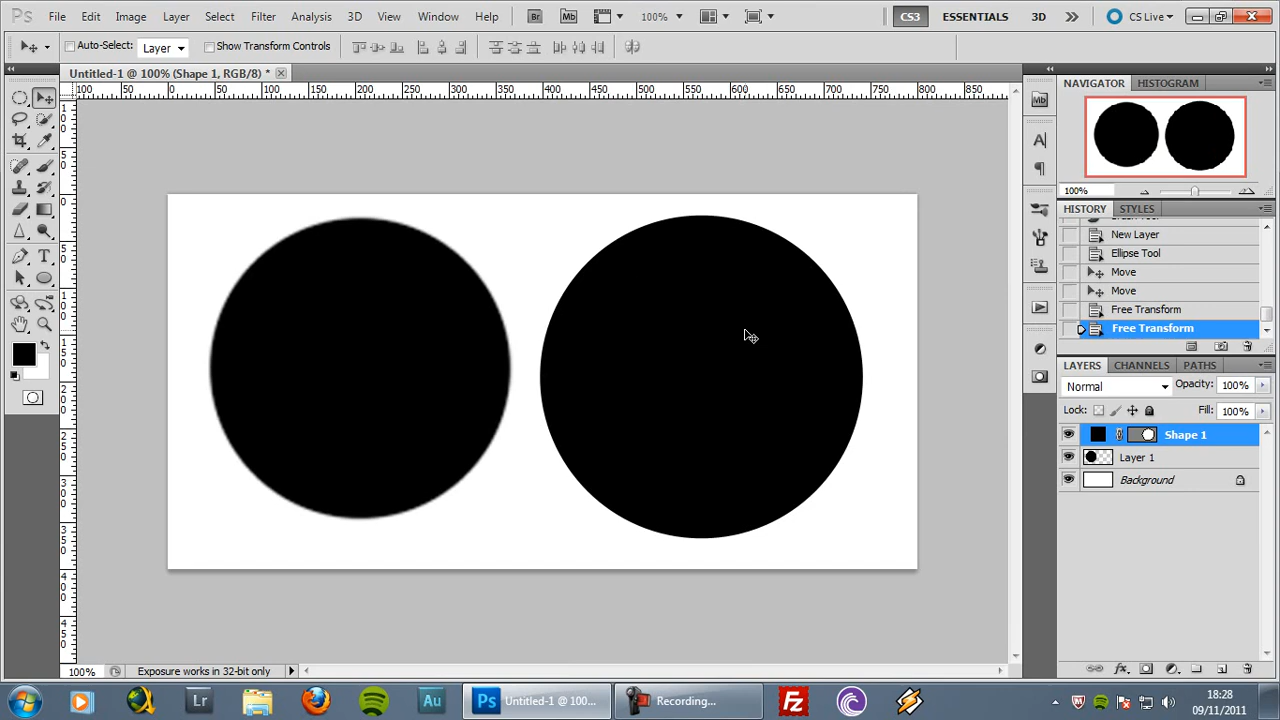 Ps File Edit Image Layer Select Filter Analysis 3D View Window Help Br Mb 100% CS3 ESSENTIALS 3D CS Live
Auto-Select: Layer Show Transform Controls
Untitled-1 @ 100% (Shape 1, RGB/8) *
100 50 0 50 100 150 200 250 300 350 400 450 500 550 600 650 700 750 800 850
NAVIGATOR HISTOGRAM
Mb
100%
HISTORY STYLES
New Layer
Ellipse Tool
Move
Move
Free Transform
Free Transform
LAYERS CHANNELS PATHS
Normal Opacity: 100%
Lock: Fill: 100%
Shape 1
Layer 1
Background
100% Exposure works in 32-bit only
Lr Au Ps Untitled-1 @ 100... Recording...
18:28
09/11/2011